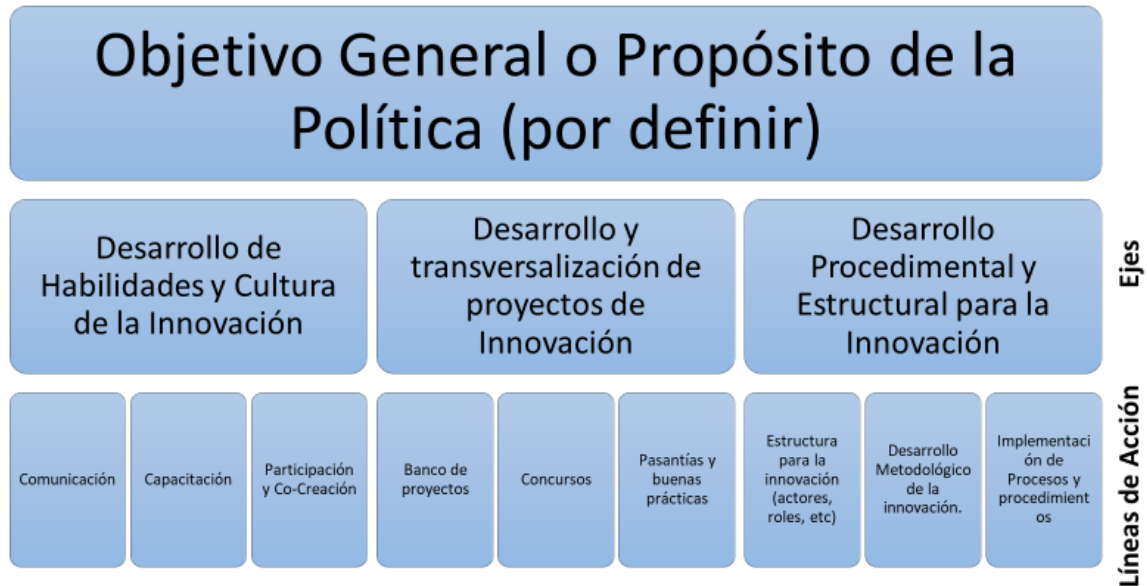 Objetivo General o Propósito de la
Política (por definir)
Desarrollo de
Habilidades y Cultura
de la Innovación
Desarrollo y
transversalización de
proyectos de
Innovación
Desarrollo
Procedimental y
Estructural para la
Innovación
Ejes
Comunicación
Capacitación
Participación
y Co-Creación
Banco de
proyectos
Concursos
Pasantías y
buenas
prácticas
Estructura
para la
innovación
(actores,
roles, etc)
Desarrollo
Metodológico
de la
innovación.
Implementaci
ón de
Procesos y
procedimient
os
Líneas de Acción